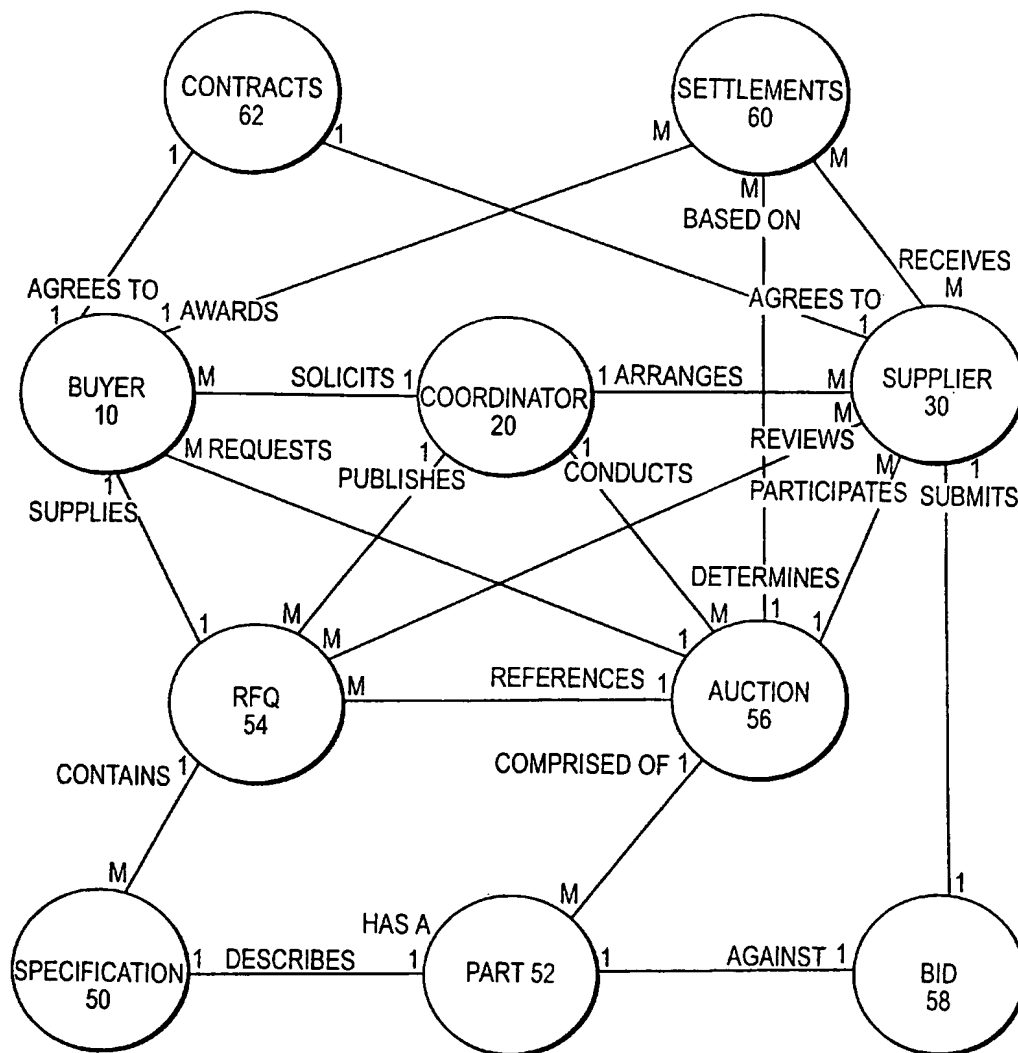 CONTRACTS
62
SETTLEMENTS
60
1
1
M
M
M
BASED ON
AGREES TO
1
1 AWARDS
AGREES TO
1
RECEIVES
M
BUYER
10
M
SOLICITS 1
COORDINATOR
20
1 ARRANGES
M
SUPPLIER
30
M REQUESTS
1
SUPPLIES
1
PUBLISHES
1
CONDUCTS
M
REVIEWS
M
PARTICIPATES
1
SUBMITS
DETERMINES
1
M
M
1
M
1
1
RFQ
54
M
REFERENCES 1
AUCTION
56
CONTAINS 1
COMPRISED OF 1
M
M
1
SPECIFICATION
50
1 DESCRIBES
HAS A
1
PART 52
1
AGAINST 1
BID
58